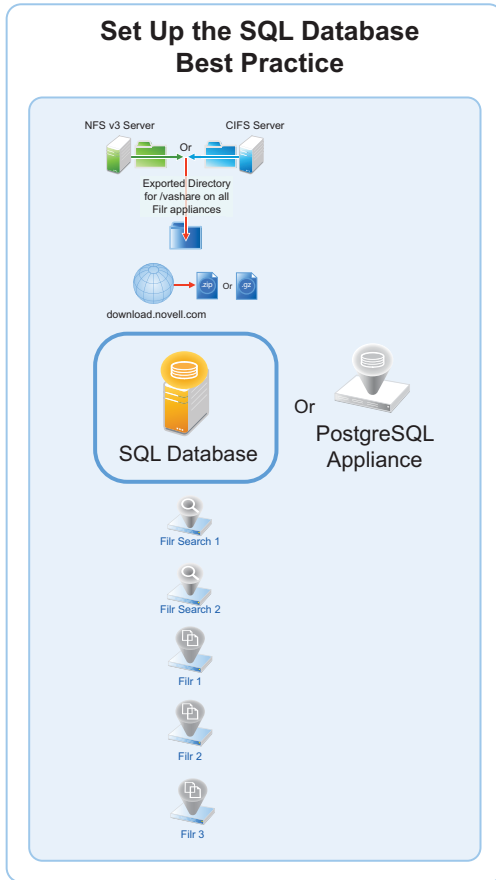 Set Up the SQL Database
Best Practice
NFS v3 Server
CIFS Server
Or
Exported Directory
for /vashare on all
Filr appliances
.zip
Or
.gz
download.novell.com
SQL Database
Or
PostgreSQL
Appliance
Filr Search 1
Filr Search 2
Filr 1
Filr 2
Filr 3